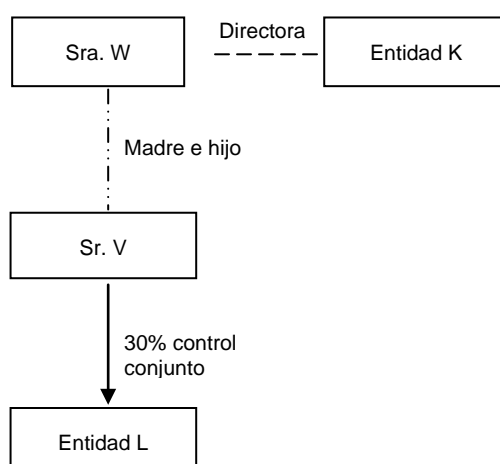 Directora
Sra. W
Entidad K
Madre e hijo
Sr. V
30% control
conjunto
Entidad L